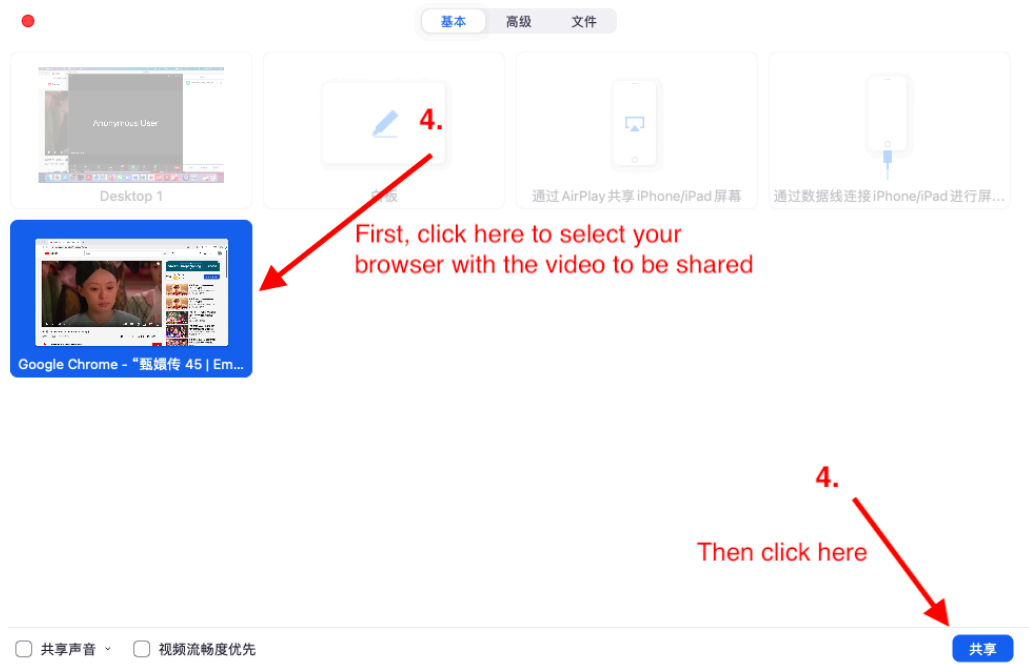 基本 高级 文件
Anonymous User
4.
Desktop 1
白板
通过 AirPlay 共享 iPhone/iPad 屏幕
通过数据线连接 iPhone/iPad 进行屏...
First, click here to select your
browser with the video to be shared
Google Chrome - “甄嬛传 45 | Em...
4.
Then click here
共享声音
视频流畅度优先
共享